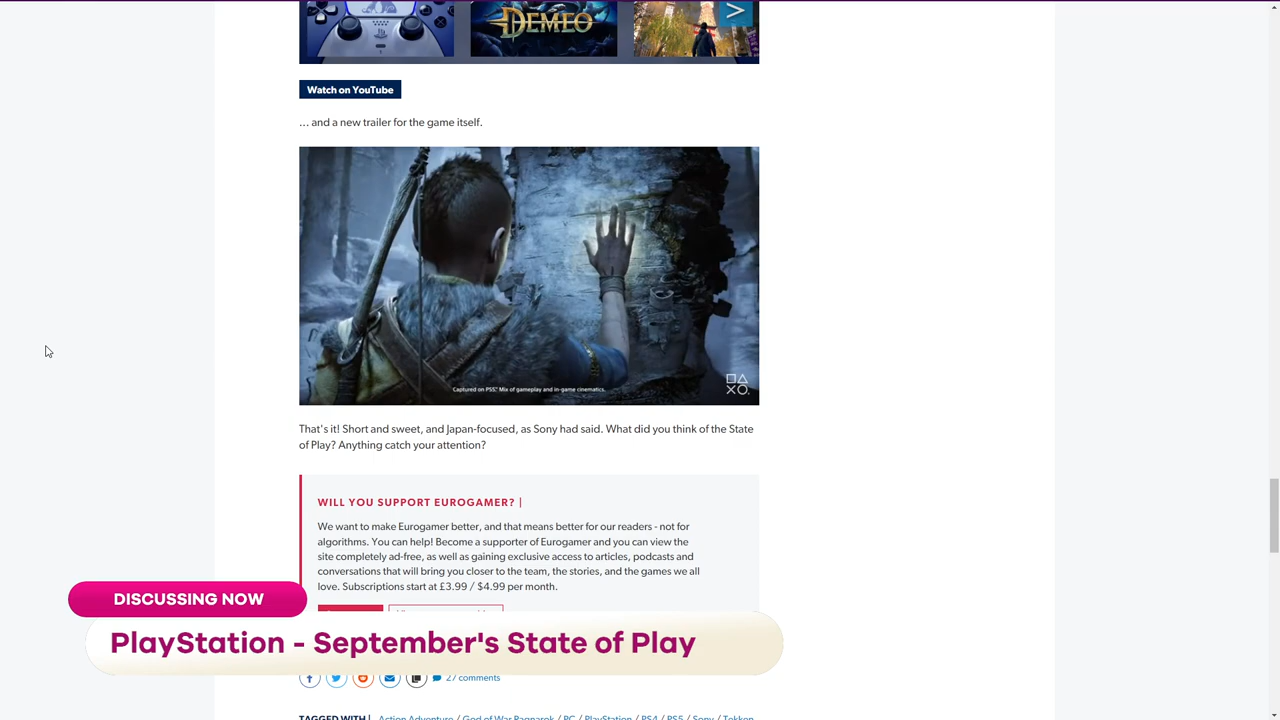 DEMEO
>
Watch on YouTube
... and a new trailer for the game itself.
Captured on PS5™ Mix of gameplay and in-game cinematics.
That's it! Short and sweet, and Japan-focused, as Sony had said. What did you think of the State
of Play? Anything catch your attention?
WILL YOU SUPPORT EUROGAMER? |
We want to make Eurogamer better, and that means better for our readers - not for
algorithms. You can help! Become a supporter of Eurogamer and you can view the
site completely ad-free, as well as gaining exclusive access to articles, podcasts and
conversations that will bring you closer to the team, the stories, and the games we all
love. Subscriptions start at £3.99 / $4.99 per month.
DISCUSSING NOW
PlayStation - September's State of Play
27 comments
TAGGED WITH | Action Adventure / God of War Ragnarok / PC / PlayStation / PS4 / PS5 / Sony / Tekken